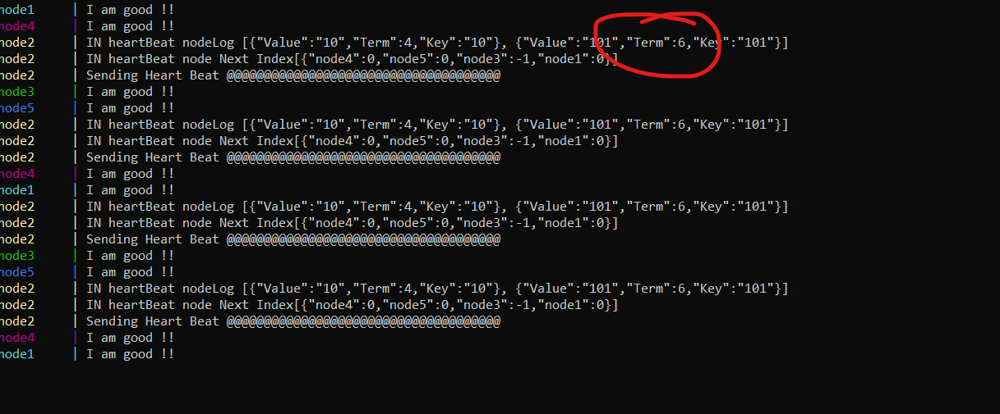 node1 | I am good !!
node4 | I am good !!
node2 | IN heartBeat nodeLog [{"Value":"10","Term":4,"Key":"10"}, {"Value":"101","Term":6,"Key":"101"}]
node2 | IN heartBeat node Next Index[{"node4":0,"node5":0,"node3":-1,"node1":0}]
node2 | Sending Heart Beat @@@@@@@@@@@@@@@@@@@@@@@@@@@@@@@@@@@@@
node3 | I am good !!
node5 | I am good !!
node2 | IN heartBeat nodeLog [{"Value":"10","Term":4,"Key":"10"}, {"Value":"101","Term":6,"Key":"101"}]
node2 | IN heartBeat node Next Index[{"node4":0,"node5":0,"node3":-1,"node1":0}]
node2 | Sending Heart Beat @@@@@@@@@@@@@@@@@@@@@@@@@@@@@@@@@@@@@
node4 | I am good !!
node1 | I am good !!
node2 | IN heartBeat nodeLog [{"Value":"10","Term":4,"Key":"10"}, {"Value":"101","Term":6,"Key":"101"}]
node2 | IN heartBeat node Next Index[{"node4":0,"node5":0,"node3":-1,"node1":0}]
node2 | Sending Heart Beat @@@@@@@@@@@@@@@@@@@@@@@@@@@@@@@@@@@@@
node3 | I am good !!
node5 | I am good !!
node2 | IN heartBeat nodeLog [{"Value":"10","Term":4,"Key":"10"}, {"Value":"101","Term":6,"Key":"101"}]
node2 | IN heartBeat node Next Index[{"node4":0,"node5":0,"node3":-1,"node1":0}]
node2 | Sending Heart Beat @@@@@@@@@@@@@@@@@@@@@@@@@@@@@@@@@@@@@
node4 | I am good !!
node1 | I am good !!